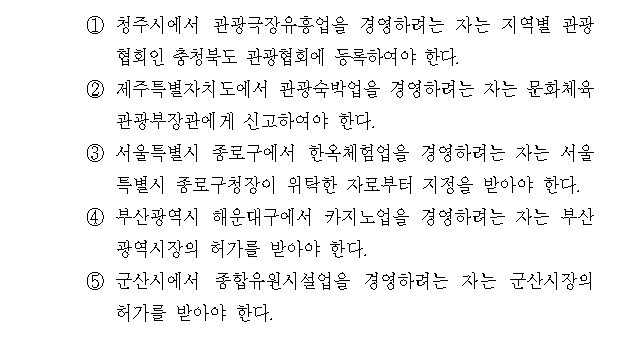 ① 청주시에서 관광극장유흥업을 경영하려는 자는 지역별 관광
협회인 충청북도 관광협회에 등록하여야 한다.
② 제주특별자치도에서 관광숙박업을 경영하려는 자는 문화체육
관광부장관에게 신고하여야 한다.
③ 서울특별시 종로구에서 한옥체험업을 경영하려는 자는 서울
특별시 종로구청장이 위탁한 자로부터 지정을 받아야 한다.
④ 부산광역시 해운대구에서 카지노업을 경영하려는 자는 부산
광역시장의 허가를 받아야 한다.
⑤ 군산시에서 종합유원시설업을 경영하려는 자는 군산시장의
허가를 받아야 한다.